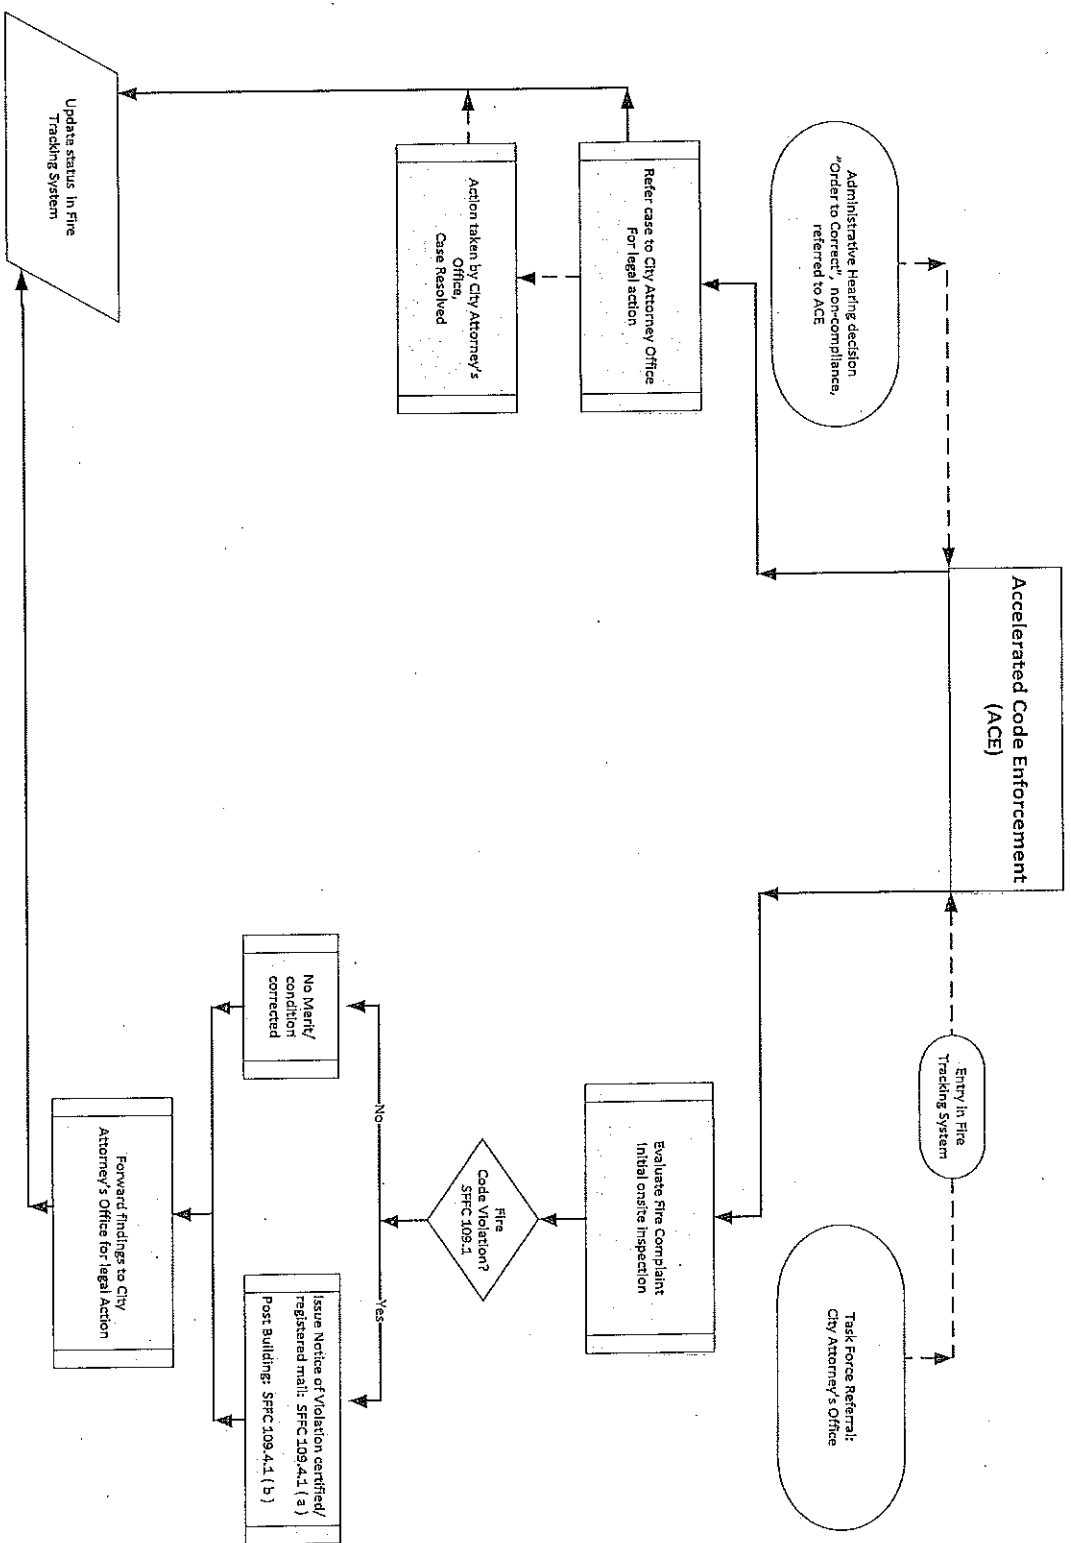 Accelerated Code Enforcement
(ACE)
Administrative Hearing decision
"Order to Correct", non-compliance,
referred to ACE
Entry in Fire
Tracking System
Task Force Referral:
City Attorney's Office
Refer case to City Attorney Office
For legal action
Action taken by City Attorney's
Office,
Case Resolved
Evaluate Fire Complaint
Initial onsite inspection
Fire
Code Violation?
SFFC 109.1
No
Yes
No Merit/
condition
corrected
Issue Notice of Violation certified/
registered mail: SFFC 109.4.1 ( a )
Post Building: SFFC 109.4.1 ( b )
Forward findings to City
Attorney's Office for legal Action
Update status in Fire
Tracking System